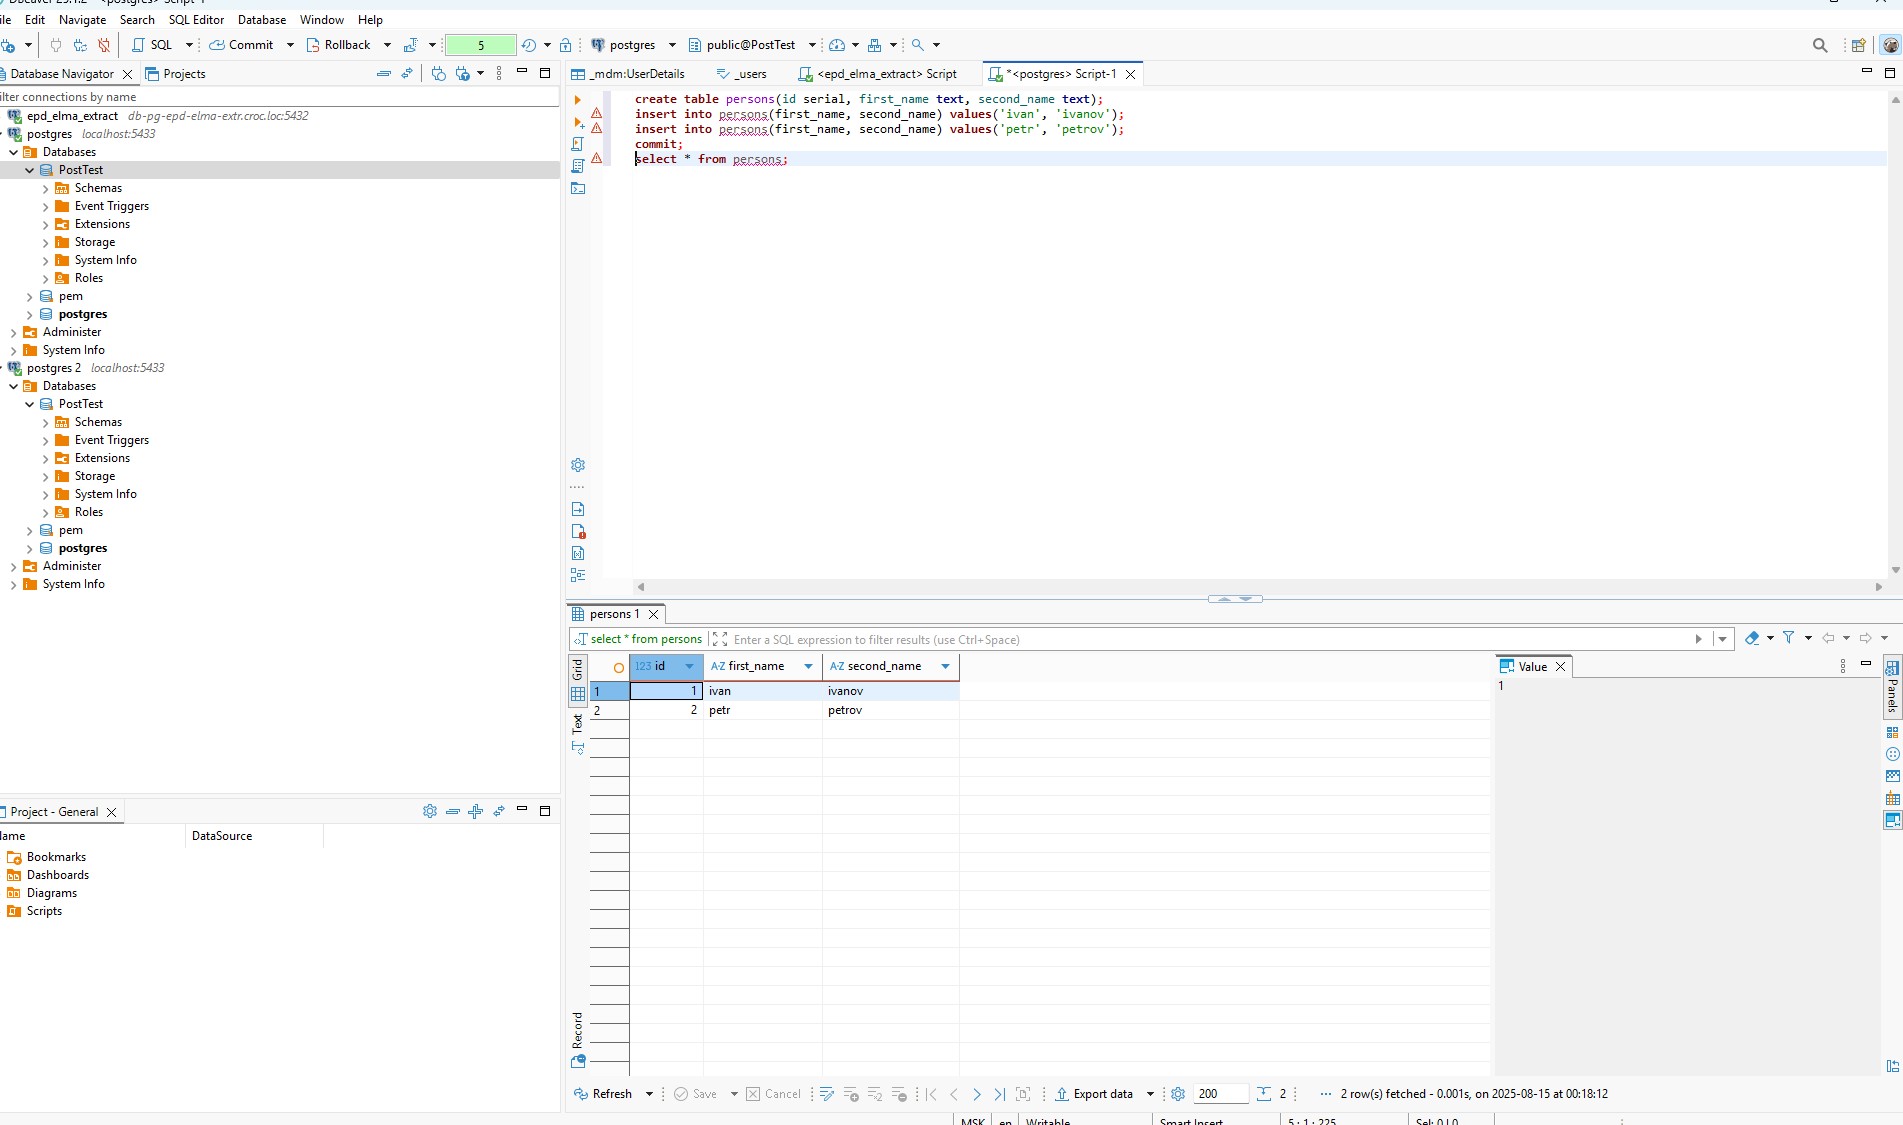 Edit Navigate Search SQL Editor Database Window Help
SQL Commit Rollback 5 postgres public@PostTest
Database Navigator Projects
connections by name
epd_elma_extract db-pg-epd-elma-extr.croc.loc:5432
postgres localhost:5433
Databases
PostTest
Schemas
Event Triggers
Extensions
Storage
System Info
Roles
pem
postgres
Administer
System Info
postgres 2 localhost:5433
Databases
PostTest
Schemas
Event Triggers
Extensions
Storage
System Info
Roles
pem
postgres
Administer
System Info
Project - General
DataSource
Bookmarks
Dashboards
Diagrams
Scripts
_mdm:UserDetails _users <epd_elma_extract> Script *<postgres> Script-1
create table persons(id serial, first_name text, second_name text);
insert into persons(first_name, second_name) values('ivan', 'ivanov');
insert into persons(first_name, second_name) values('petr', 'petrov');
commit;
select * from persons;
persons 1
select * from persons Enter a SQL expression to filter results (use Ctrl+Space)
Grid
Text
Record
123 id A-Z first_name A-Z second_name
1 1 ivan ivanov
2 2 petr petrov
Value
1
Panels
Refresh Save Cancel Export data 200 2 ... 2 row(s) fetched - 0.001s, on 2025-08-15 at 00:18:12
MSK en Writable Smart Insert 5 : 1 : 225 Sel: 0 | 0